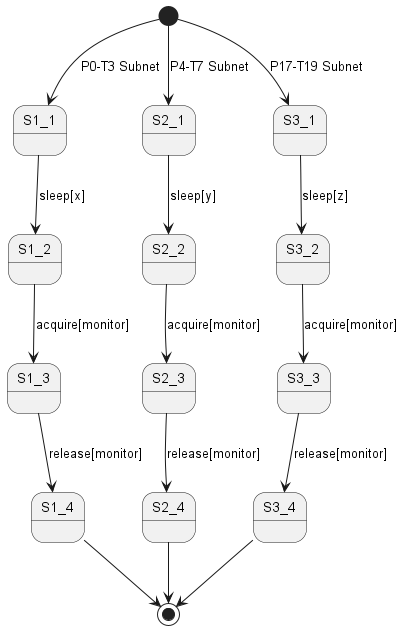 P0-T3 Subnet
P4-T7 Subnet
P17-T19 Subnet
S1_1
S2_1
S3_1
sleep[x]
sleep[y]
sleep[z]
S1_2
S2_2
S3_2
acquire[monitor]
acquire[monitor]
acquire[monitor]
S1_3
S2_3
S3_3
release[monitor]
release[monitor]
release[monitor]
S1_4
S2_4
S3_4